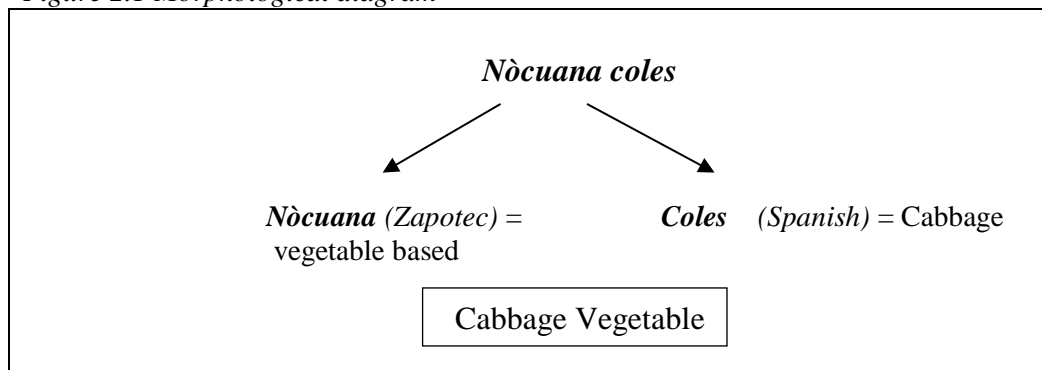 Figure 2.1 Morphological diagram
Nòcuana coles
Nòcuana (Zapotec) = Coles (Spanish) = Cabbage
vegetable based
Cabbage Vegetable